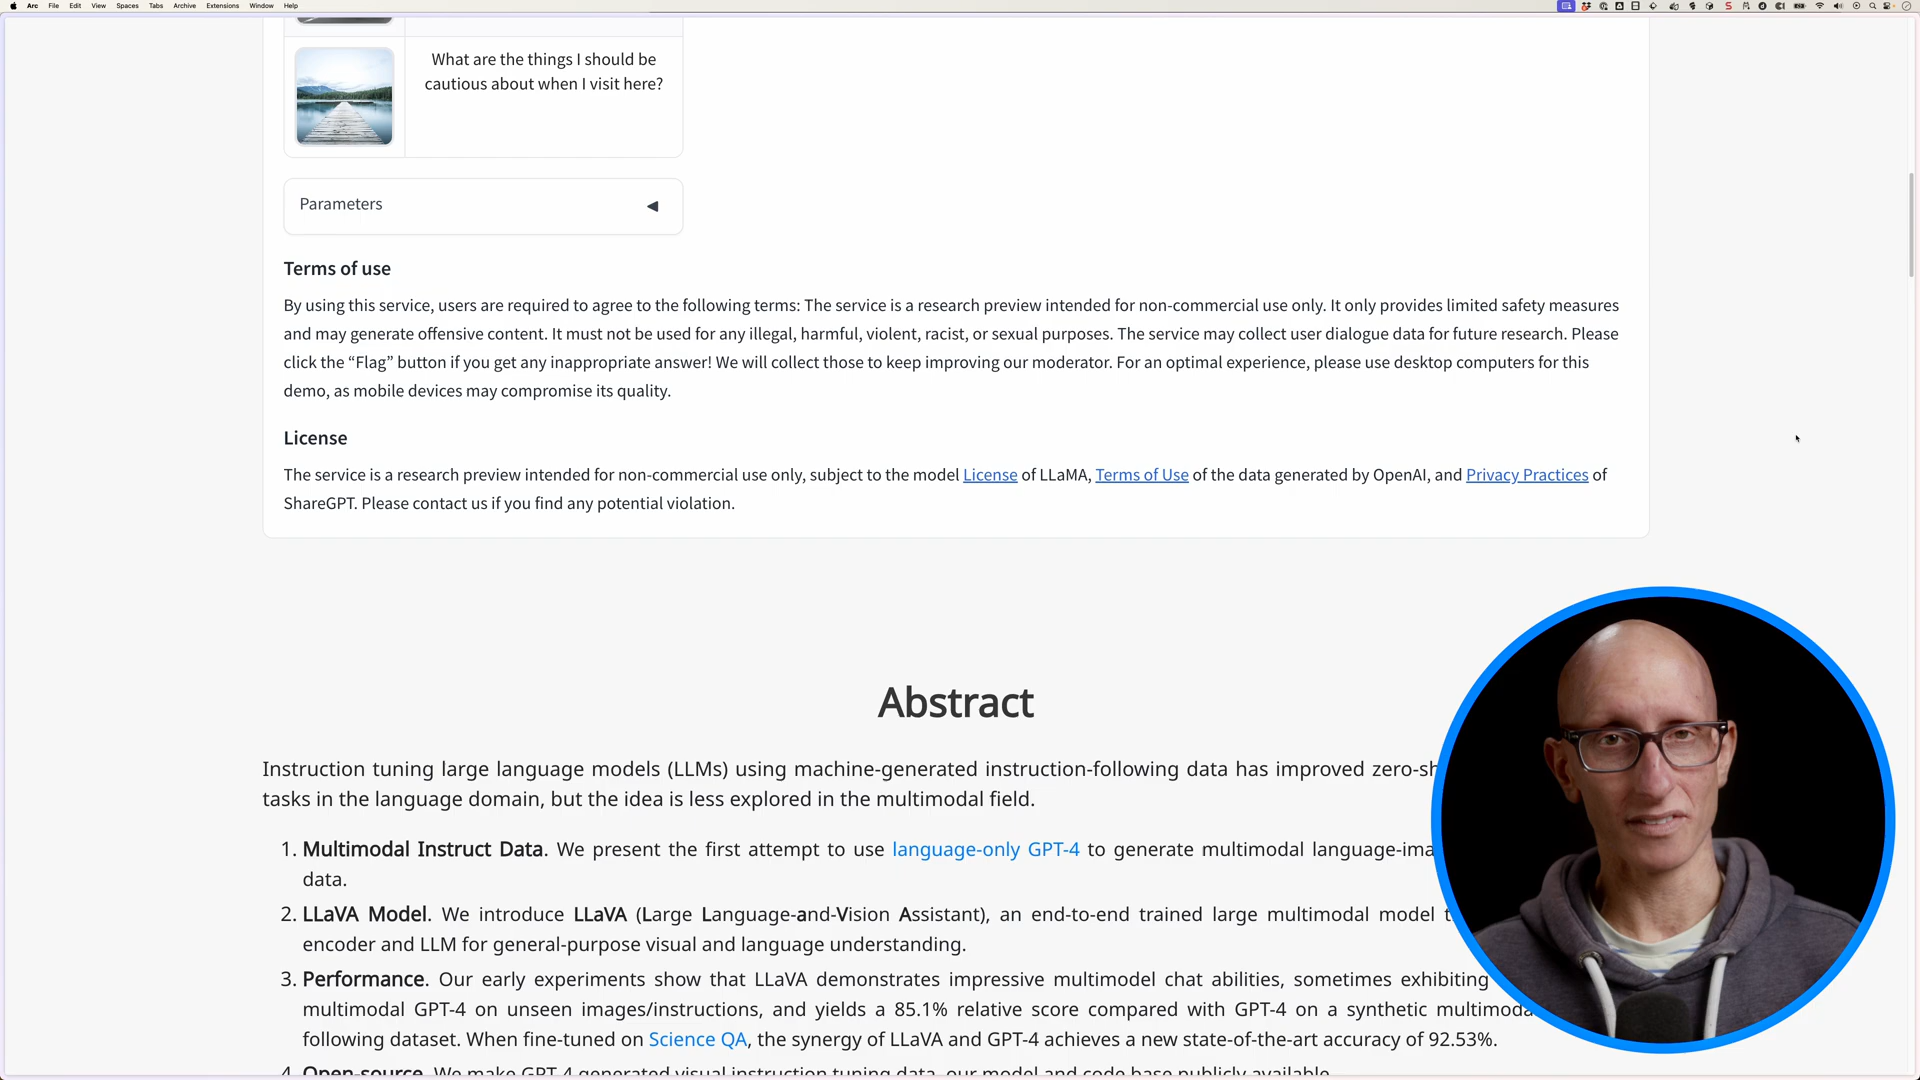 Arc File Edit View Spaces Tabs Archive Extensions Window Help
What are the things I should be
cautious about when I visit here?
Parameters
Terms of use
By using this service, users are required to agree to the following terms: The service is a research preview intended for non-commercial use only. It only provides limited safety measures
and may generate offensive content. It must not be used for any illegal, harmful, violent, racist, or sexual purposes. The service may collect user dialogue data for future research. Please
click the “Flag” button if you get any inappropriate answer! We will collect those to keep improving our moderator. For an optimal experience, please use desktop computers for this
demo, as mobile devices may compromise its quality.
License
The service is a research preview intended for non-commercial use only, subject to the model License of LLaMA, Terms of Use of the data generated by OpenAI, and Privacy Practices of
ShareGPT. Please contact us if you find any potential violation.
Abstract
Instruction tuning large language models (LLMs) using machine-generated instruction-following data has improved zero-sh
tasks in the language domain, but the idea is less explored in the multimodal field.
1. Multimodal Instruct Data. We present the first attempt to use language-only GPT-4 to generate multimodal language-ima
data.
2. LLaVA Model. We introduce LLaVA (Large Language-and-Vision Assistant), an end-to-end trained large multimodal model t
encoder and LLM for general-purpose visual and language understanding.
3. Performance. Our early experiments show that LLaVA demonstrates impressive multimodel chat abilities, sometimes exhibiting
multimodal GPT-4 on unseen images/instructions, and yields a 85.1% relative score compared with GPT-4 on a synthetic multimoda
following dataset. When fine-tuned on Science QA, the synergy of LLaVA and GPT-4 achieves a new state-of-the-art accuracy of 92.53%.
4. Open-source. We make GPT-4 generated visual instruction tuning data, our model and code base publicly available.